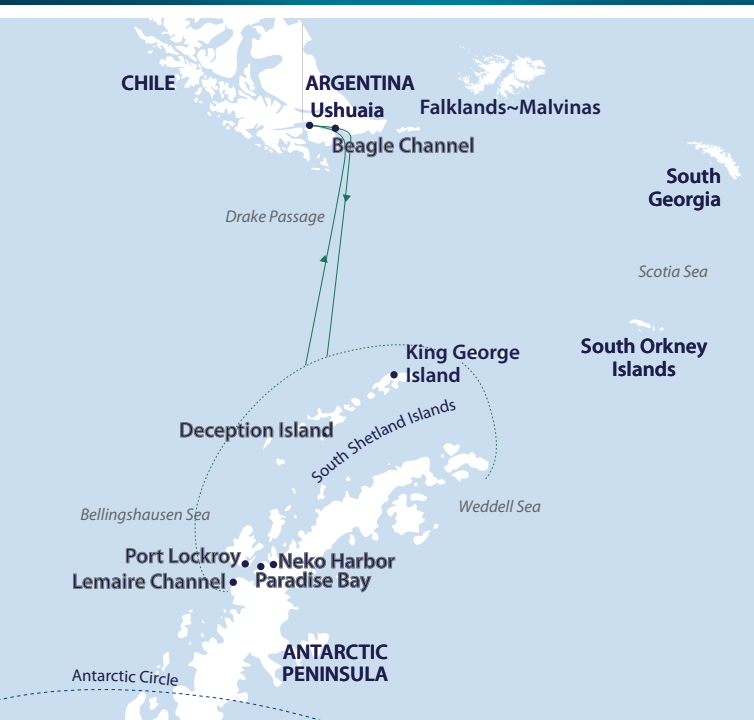 CHILE
ARGENTINA
Ushuaia
Falklands~Malvinas
Beagle Channel
South
Georgia
Drake Passage
Scotia Sea
King George
Island
South Orkney
Islands
South Shetland Islands
Deception Island
Weddell Sea
Bellingshausen Sea
Port Lockroy
Neko Harbor
Lemaire Channel
Paradise Bay
ANTARCTIC
PENINSULA
Antarctic Circle